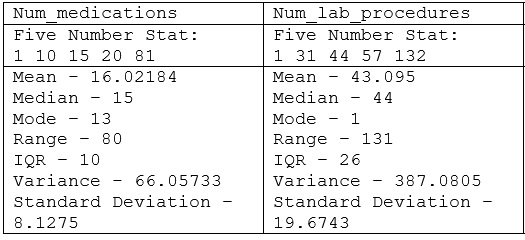 Num_medications
Five Number Stat:
1 10 15 20 81
Mean – 16.02184
Median – 15
Mode – 13
Range – 80
IQR – 10
Variance – 66.05733
Standard Deviation –
8.1275
Num_lab_procedures
Five Number Stat:
1 31 44 57 132
Mean – 43.095
Median – 44
Mode – 1
Range – 131
IQR – 26
Variance – 387.0805
Standard Deviation –
19.6743